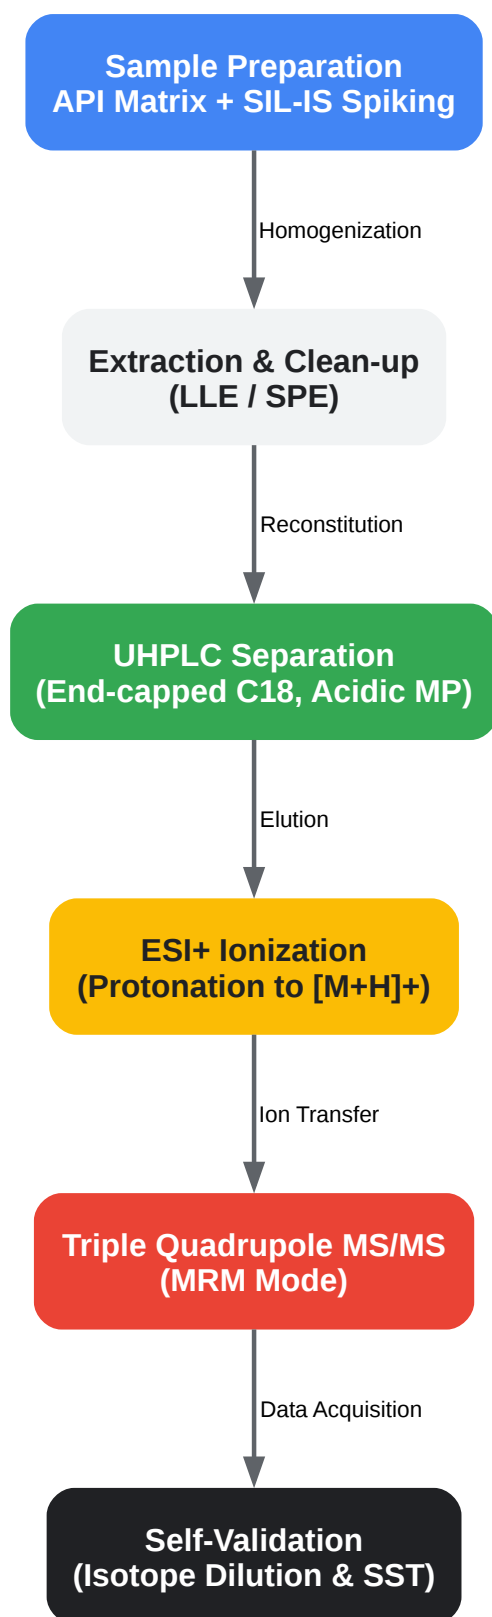 Sample Preparation
API Matrix + SIL-IS Spiking
Homogenization
Extraction & Clean-up
(LLE / SPE)
Reconstitution
UHPLC Separation
(End-capped C18, Acidic MP)
Elution
ESI+ Ionization
(Protonation to [M+H]+)
Ion Transfer
Triple Quadrupole MS/MS
(MRM Mode)
Data Acquisition
Self-Validation
(Isotope Dilution & SST)